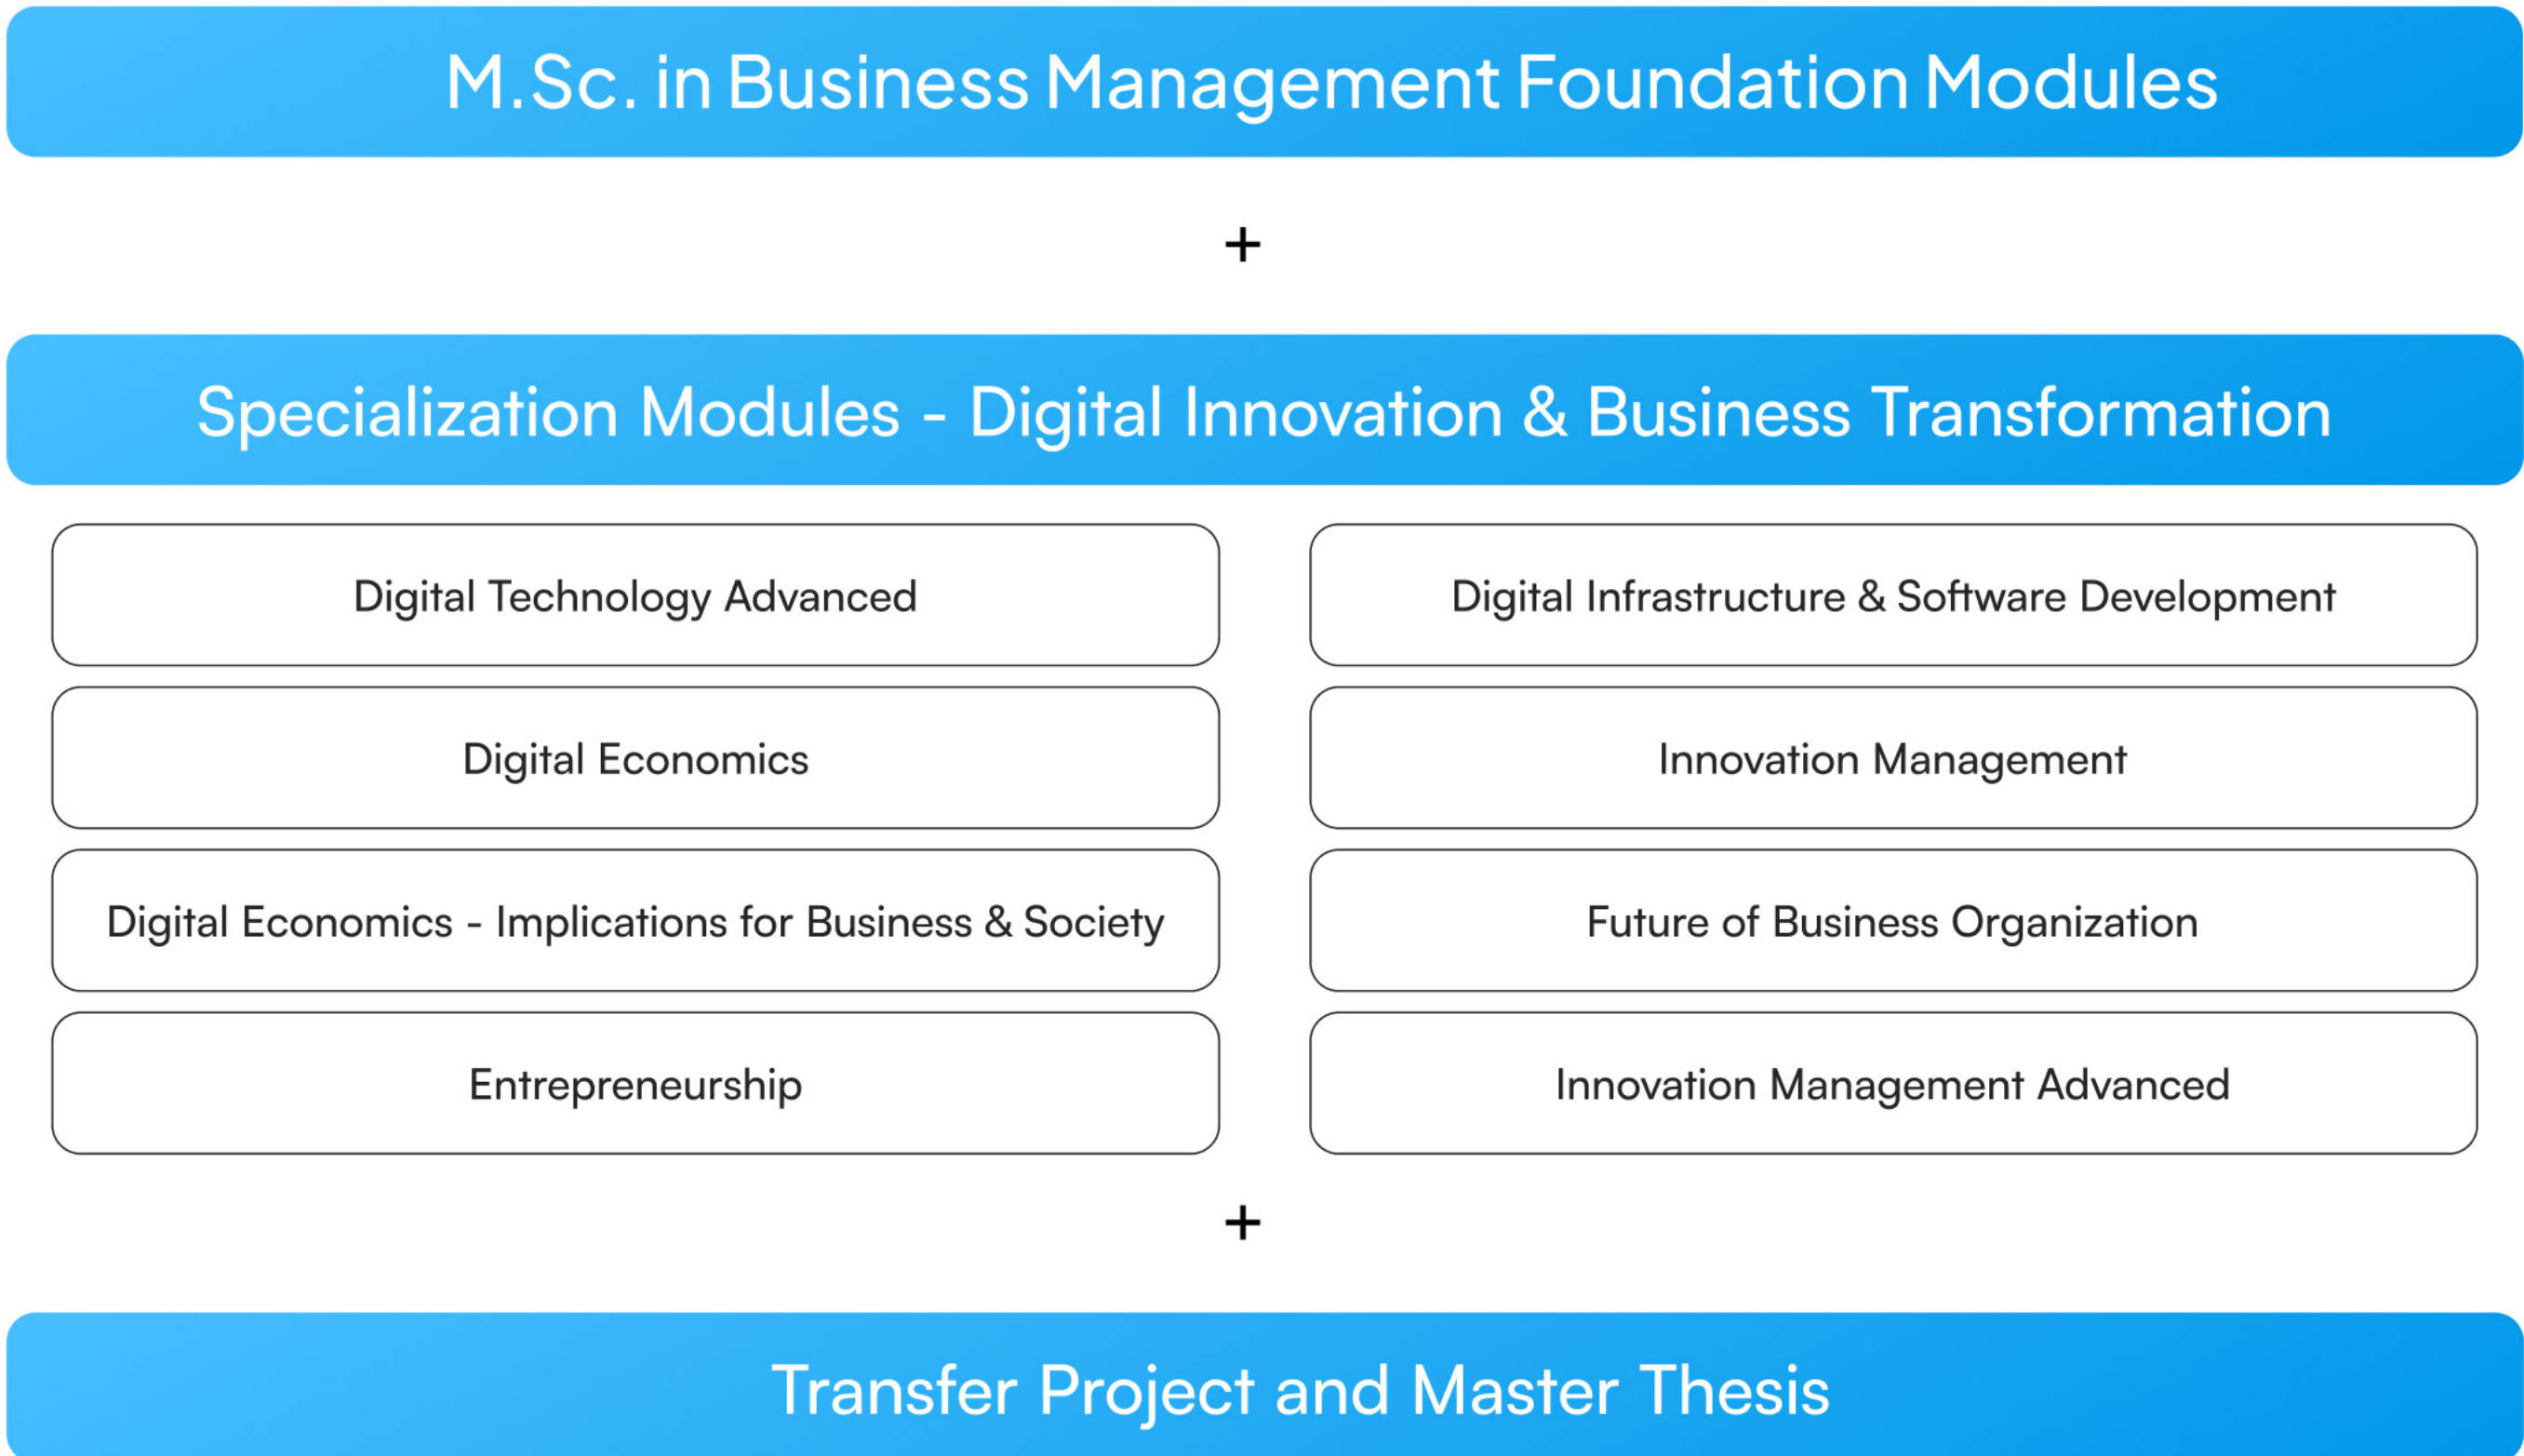 M.Sc. in Business Management Foundation Modules
+
Specialization Modules - Digital Innovation & Business Transformation
Digital Technology Advanced
Digital Infrastructure & Software Development
Digital Economics
Innovation Management
Digital Economics - Implications for Business & Society
Future of Business Organization
Entrepreneurship
Innovation Management Advanced
+
Transfer Project and Master Thesis